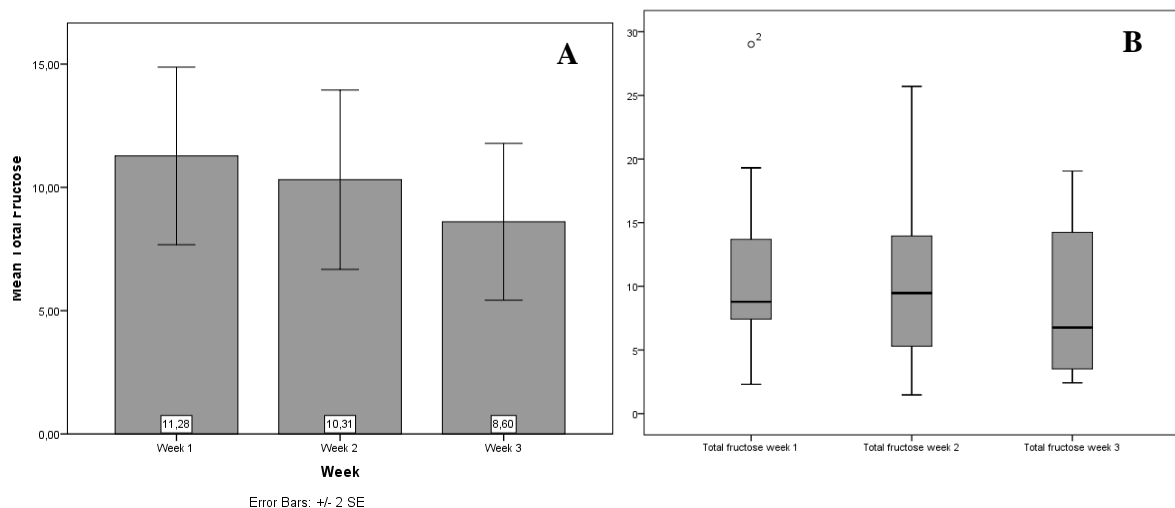 A
Mean Total Fructose
15,00
10,00
5,00
0,00
11,28
10,31
8,60
Week 1
Week 2
Week 3
Week
Error Bars: +/- 2 SE
B
30
25
20
15
10
5
0
2
Total fructose week 1
Total fructose week 2
Total fructose week 3